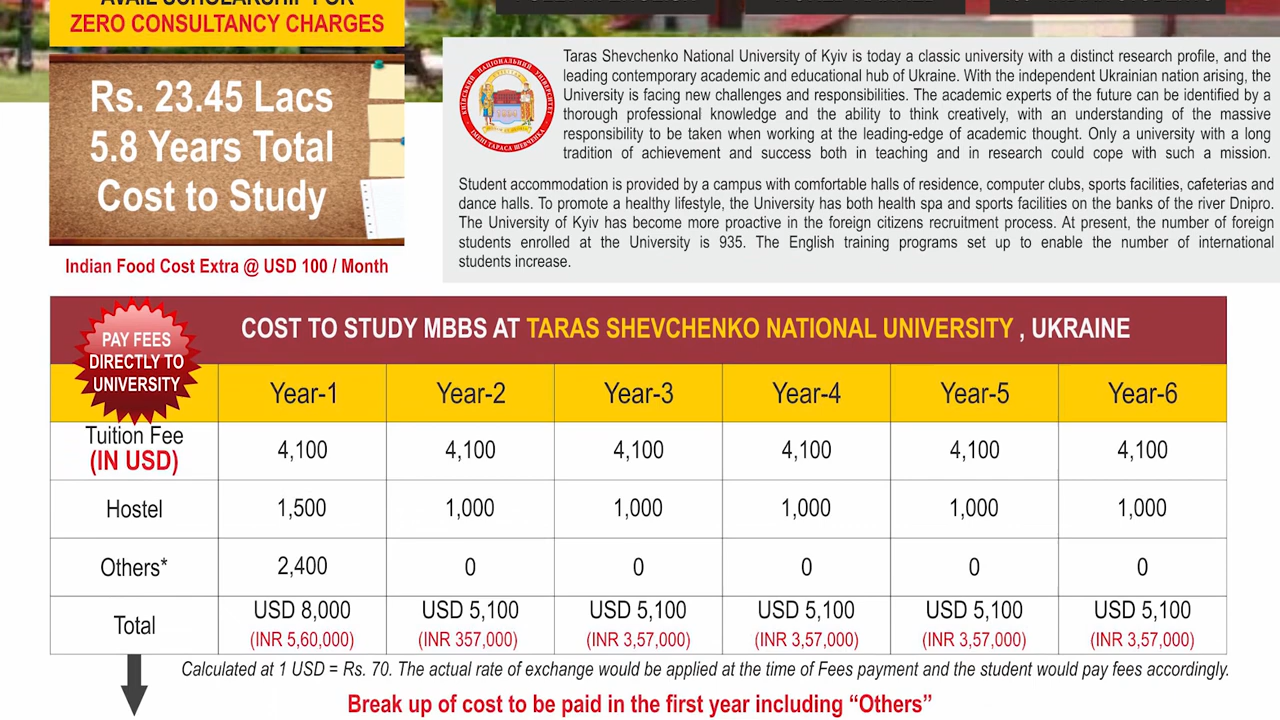 AVAIL SCHOLARSHIP FOR
ZERO CONSULTANCY CHARGES
Rs. 23.45 Lacs
5.8 Years Total
Cost to Study
Indian Food Cost Extra @ USD 100 / Month
Taras Shevchenko National University of Kyiv is today a classic university with a distinct research profile, and the
leading contemporary academic and educational hub of Ukraine. With the independent Ukrainian nation arising, the
University is facing new challenges and responsibilities. The academic experts of the future can be identified by a
thorough professional knowledge and the ability to think creatively, with an understanding of the massive
responsibility to be taken when working at the leading-edge of academic thought. Only a university with a long
tradition of achievement and success both in teaching and in research could cope with such a mission.
Student accommodation is provided by a campus with comfortable halls of residence, computer clubs, sports facilities, cafeterias and
dance halls. To promote a healthy lifestyle, the University has both health spa and sports facilities on the banks of the river Dnipro.
The University of Kyiv has become more proactive in the foreign citizens recruitment process. At present, the number of foreign
students enrolled at the University is 935. The English training programs set up to enable the number of international
students increase.
PAY FEES
DIRECTLY TO
UNIVERSITY
COST TO STUDY MBBS AT TARAS SHEVCHENKO NATIONAL UNIVERSITY , UKRAINE
Year-1 Year-2 Year-3 Year-4 Year-5 Year-6
Tuition Fee
(IN USD) 4,100 4,100 4,100 4,100 4,100 4,100
Hostel 1,500 1,000 1,000 1,000 1,000 1,000
Others* 2,400 0 0 0 0 0
Total USD 8,000 USD 5,100 USD 5,100 USD 5,100 USD 5,100 USD 5,100
(INR 5,60,000) (INR 357,000) (INR 3,57,000) (INR 3,57,000) (INR 3,57,000) (INR 3,57,000)
Calculated at 1 USD = Rs. 70. The actual rate of exchange would be applied at the time of Fees payment and the student would pay fees accordingly.
Break up of cost to be paid in the first year including “Others”